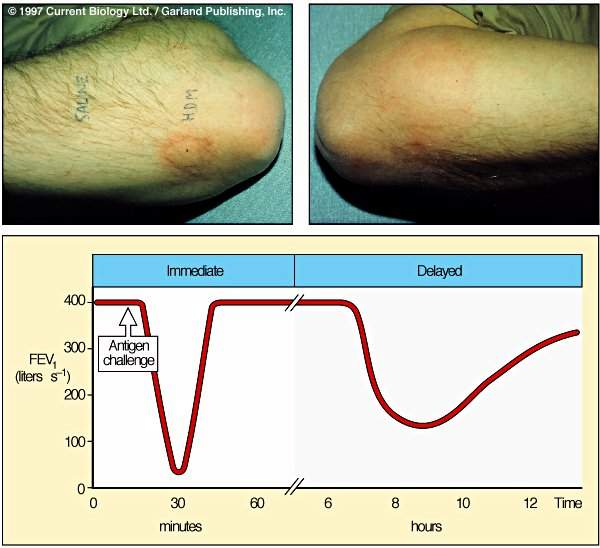 © 1997 Current Biology Ltd. / Garland Publishing, Inc.
SALINE
HDM
Immediate
Delayed
400
300
200
100
0
FEV1
(liters s–1)
Antigen
challenge
0 30 60 6 8 10 12 Time
minutes hours